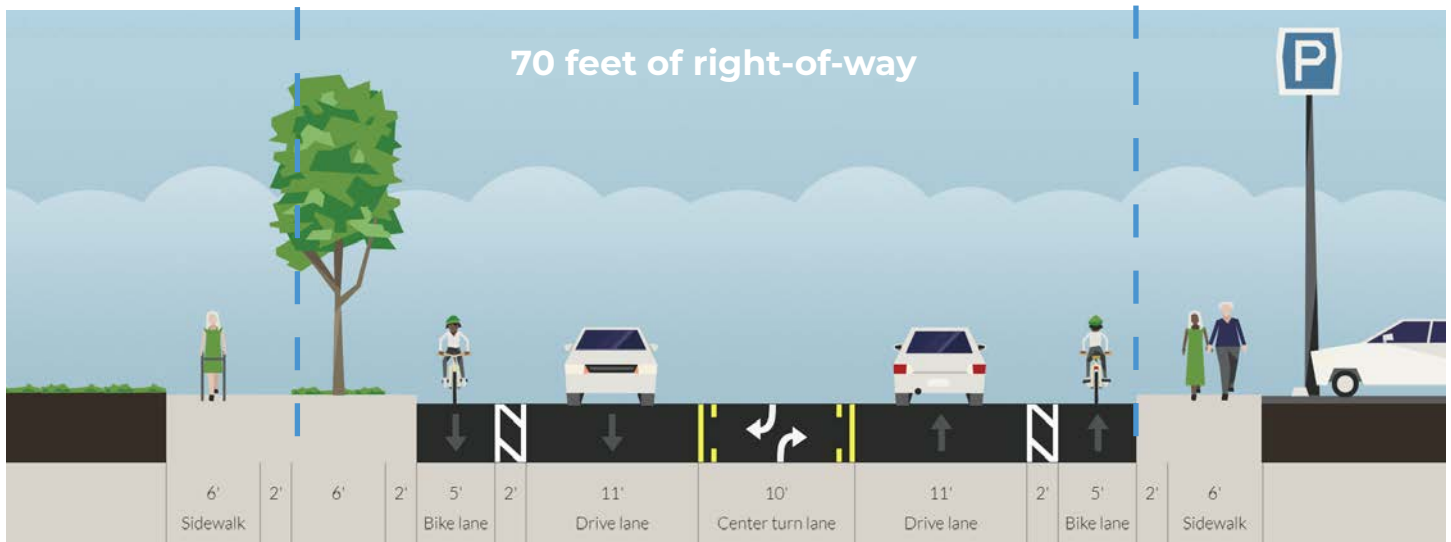 70 feet of right-of-way
P
6' 2' 6' 2' 5' 2' 11' 10' 11' 2' 5' 2' 6'
Sidewalk Bike lane Drive lane Center turn lane Drive lane Bike lane Sidewalk